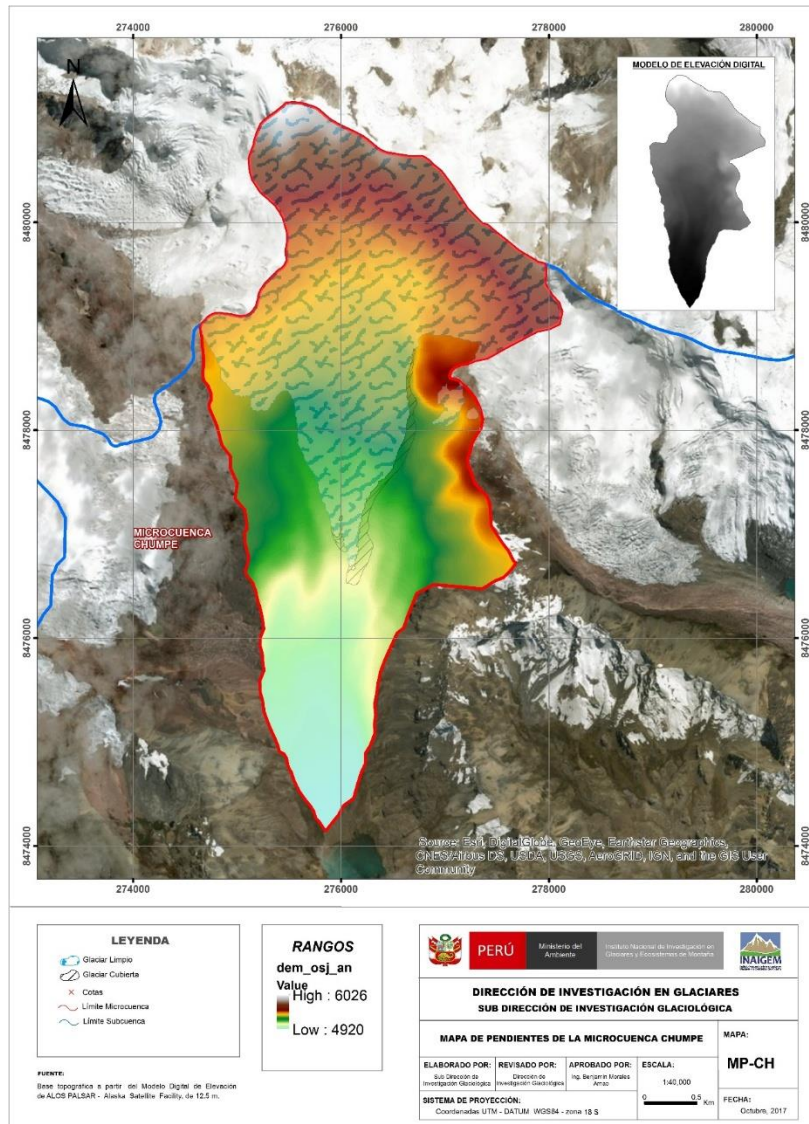 274000 276000 278000 280000
MODELO DE ELEVACIÓN DIGITAL
N
8480000 8480000
8478000 8478000
MICROCUENCA
CHUMPE
8476000 8476000
8474000 8474000
Source: Esri, DigitalGlobe, GeoEye, Earthstar Geographics,
CNES/Airbus DS, USDA, USGS, AeroGRID, IGN, and the GIS User
Community
274000 276000 278000 280000
LEYENDA
Glaciar Limpio
Glaciar Cubierta
Cotas
Límite Microcuenca
Límite Subcuenca
FUENTE:
Base topográfica a partir del Modelo Digital de Elevación
de ALOS PALSAR - Alaska Satellite Facility, de 12.5 m.
RANGOS
dem_osj_an
Value
High : 6026
Low : 4920
PERÚ
Ministerio del
Ambiente
Instituto Nacional de Investigación en
Glaciares y Ecosistemas de Montaña
INAIGEM
DIRECCIÓN DE INVESTIGACIÓN EN GLACIARES
SUB DIRECCIÓN DE INVESTIGACIÓN GLACIOLÓGICA
MAPA DE PENDIENTES DE LA MICROCUENCA CHUMPE
MAPA:
MP-CH
ELABORADO POR:
Sub Dirección de
Investigación Glaciológica
REVISADO POR:
Dirección de
Investigación Glaciológica
APROBADO POR:
Ing. Benjamín Morales
Arnao
ESCALA:
1:40,000
0 0.5
Km
SISTEMA DE PROYECCIÓN:
Coordenadas UTM - DATUM WGS84 - zona 18 S
FECHA:
Octubre, 2017